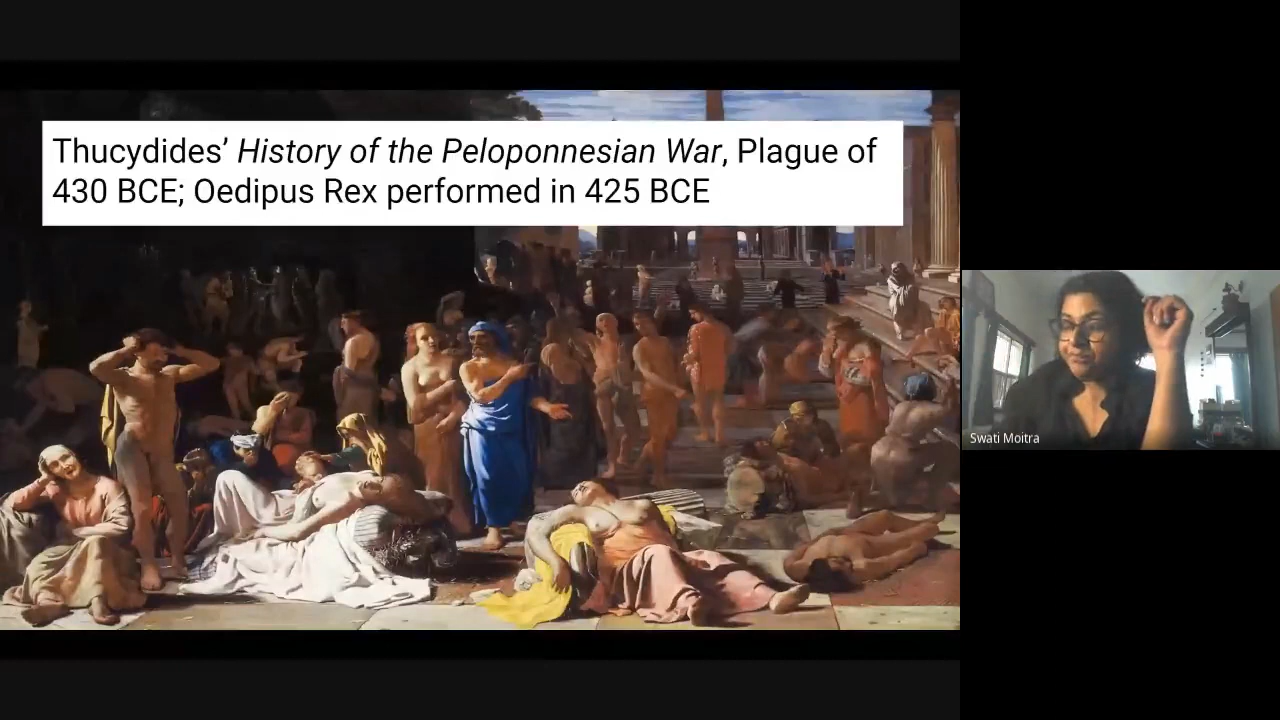 Thucydides’ History of the Peloponnesian War, Plague of
430 BCE; Oedipus Rex performed in 425 BCE
Swati Moitra